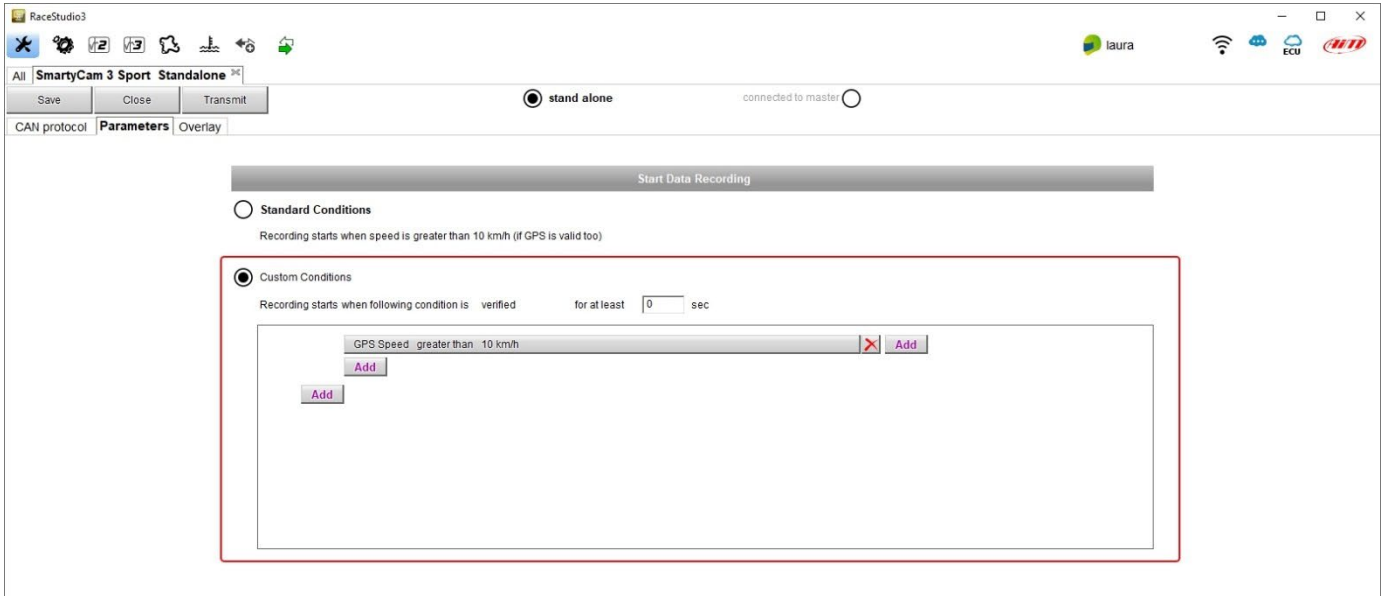 RaceStudio3
2 3 laura ECU AiM
All SmartyCam 3 Sport Standalone
Save Close Transmit stand alone connected to master
CAN protocol Parameters Overlay
Start Data Recording
Standard Conditions
Recording starts when speed is greater than 10 km/h (if GPS is valid too)
Custom Conditions
Recording starts when following condition is verified for at least 0 sec
GPS Speed greater than 10 km/h Add
Add
Add